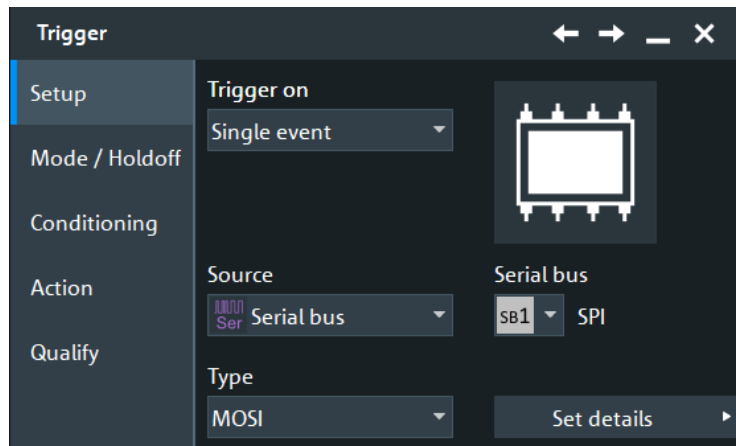 Trigger
Setup
Mode / Holdoff
Conditioning
Action
Qualify
Trigger on
Single event
Source
Serial bus
Ser Serial bus
SB1 SPI
Type
MOSI
Set details